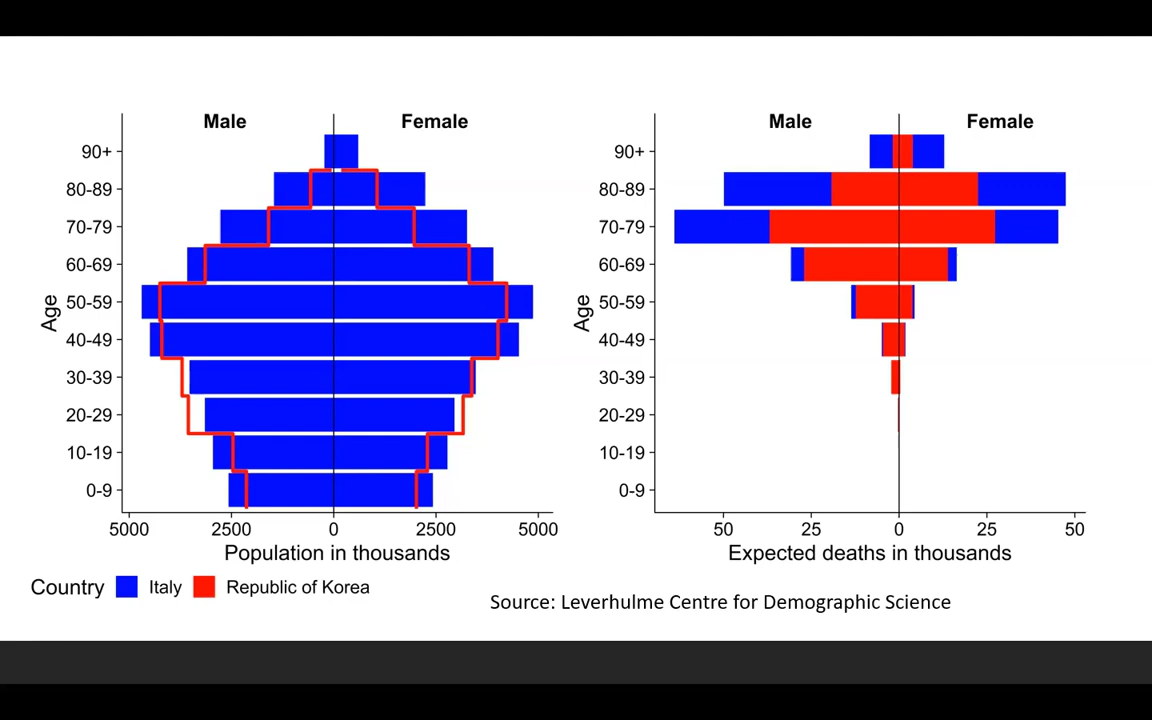 Male Female
90+
80-89
70-79
60-69
50-59
40-49
30-39
20-29
10-19
0-9
Age
5000 2500 0 2500 5000
Population in thousands
Male Female
90+
80-89
70-79
60-69
50-59
40-49
30-39
20-29
10-19
0-9
Age
50 25 0 25 50
Expected deaths in thousands
Country Italy Republic of Korea
Source: Leverhulme Centre for Demographic Science